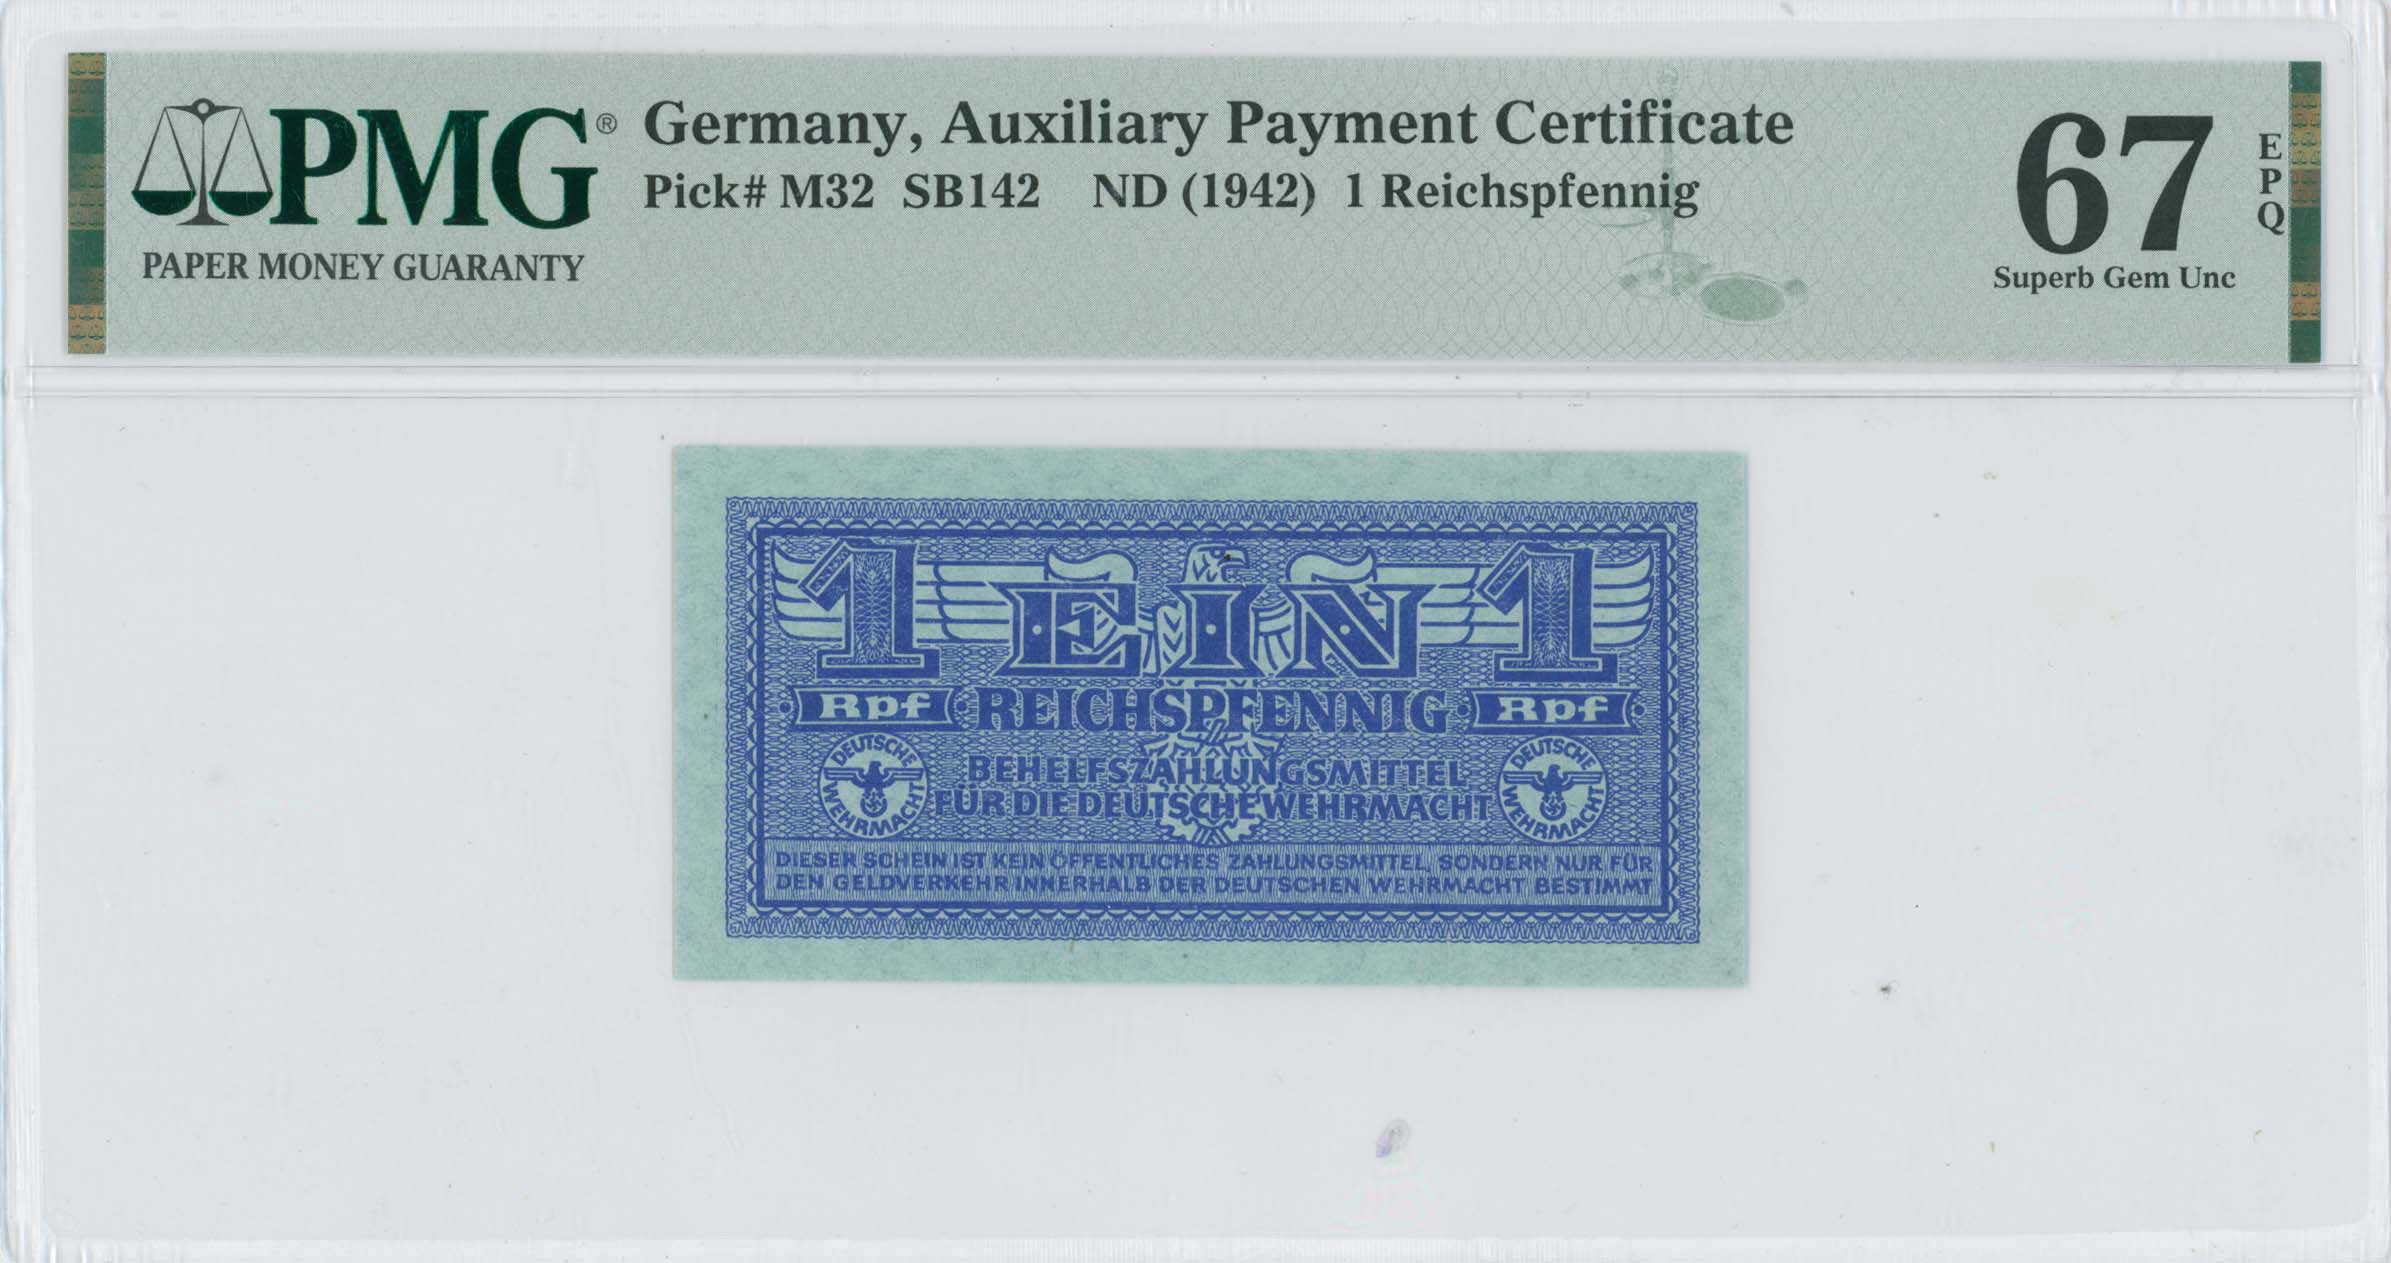 PMG®
PAPER MONEY GUARANTY
Germany, Auxiliary Payment Certificate
Pick# M32 SB142 ND (1942) 1 Reichspfennig
67
EPQ
Superb Gem Unc
1 EIN 1
Rpf REICHSPFENNIG Rpf
DEUTSCHE WEHRMACHT
BEHELFSZAHLUNGSMITTEL
FÜR DIE DEUTSCHE WEHRMACHT
DEUTSCHE WEHRMACHT
DIESER SCHEIN IST KEIN ÖFFENTLICHES ZAHLUNGSMITTEL, SONDERN NUR FÜR
DEN GELDVERKEHR INNERHALB DER DEUTSCHEN WEHRMACHT BESTIMMT